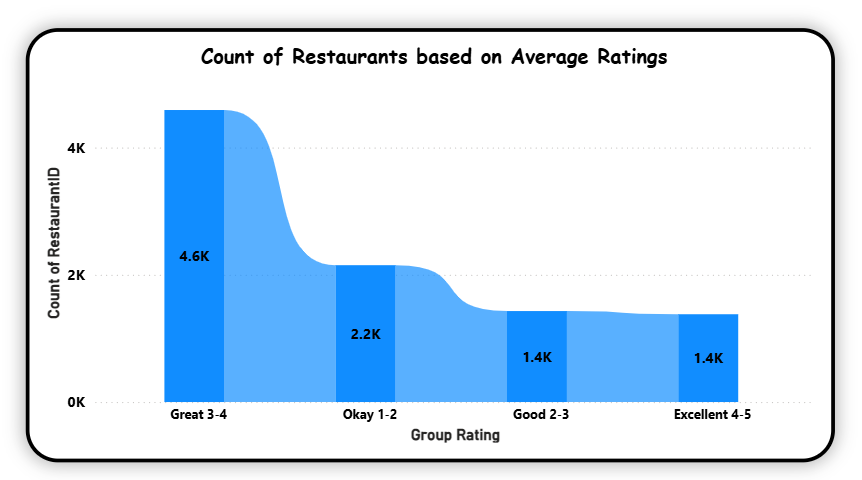 Count of Restaurants based on Average Ratings
Count of RestaurantID
4K
2K
0K
4.6K
2.2K
1.4K
1.4K
Great 3-4
Okay 1-2
Good 2-3
Excellent 4-5
Group Rating